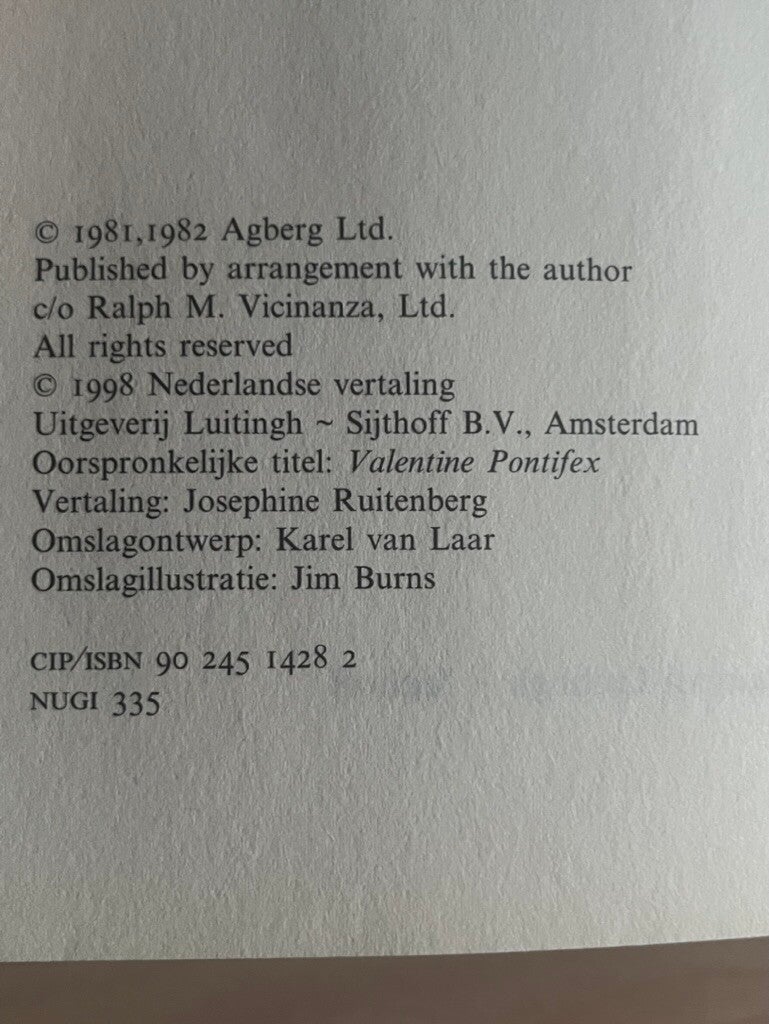 © 1981,1982 Agberg Ltd.
Published by arrangement with the author
c/o Ralph M. Vicinanza, Ltd.
All rights reserved
© 1998 Nederlandse vertaling
Uitgeverij Luitingh ~ Sijthoff B.V., Amsterdam
Oorspronkelijke titel: Valentine Pontifex
Vertaling: Josephine Ruitenberg
Omslagontwerp: Karel van Laar
Omslagillustratie: Jim Burns
CIP/ISBN 90 245 1428 2
NUGI 335